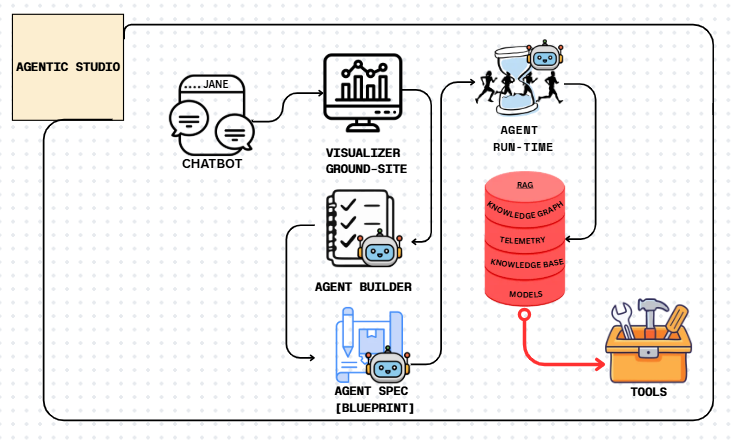 AGENTIC STUDIO
....JANE
CHATBOT
VISUALIZER
GROUND-SITE
AGENT BUILDER
AGENT SPEC
[BLUEPRINT]
AGENT
RUN-TIME
RAG
KNOWLEDGE GRAPH
TELEMETRY
KNOWLEDGE BASE
MODELS
TOOLS